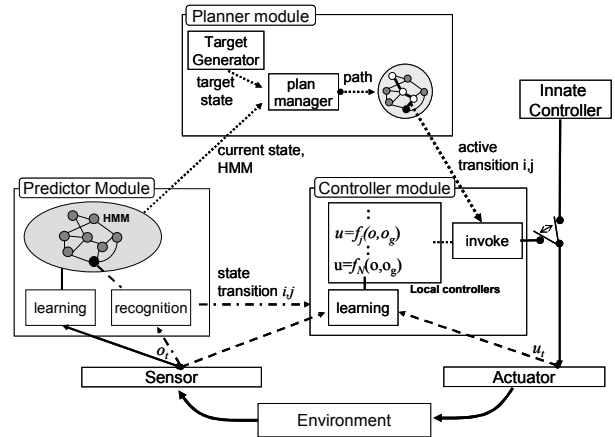 Planner module
Target
Generator
target
state
plan
manager
path
Innate
Controller
current state,
HMM
active
transition i,j
Predictor Module
HMM
learning
recognition
state
transition i,j
Controller module
u=f_j(o,o_g)
u=f_N(o,o_g)
invoke
Local controllers
learning
o_t
u_t
Sensor
Actuator
Environment